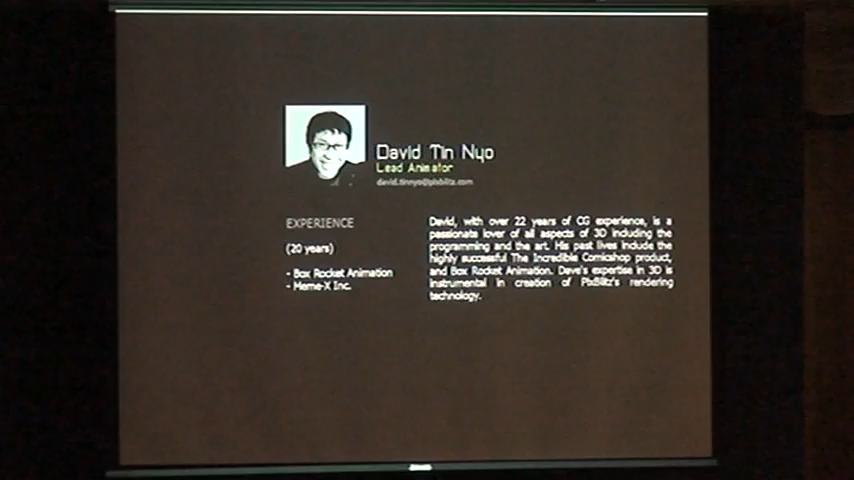 David Tin Nyo
Lead Animator
david.tinnyo@pixblitz.com
EXPERIENCE
(20 years)
- Box Rocket Animation
- Meme-X Inc.
David, with over 22 years of CG experience, is a
passionate lover of all aspects of 3D including the
programming and the art. His past lives include the
highly successful The Incredible Comicshop product,
and Box Rocket Animation. Dave's expertise in 3D is
instrumental in creation of PixBlitz's rendering
technology.